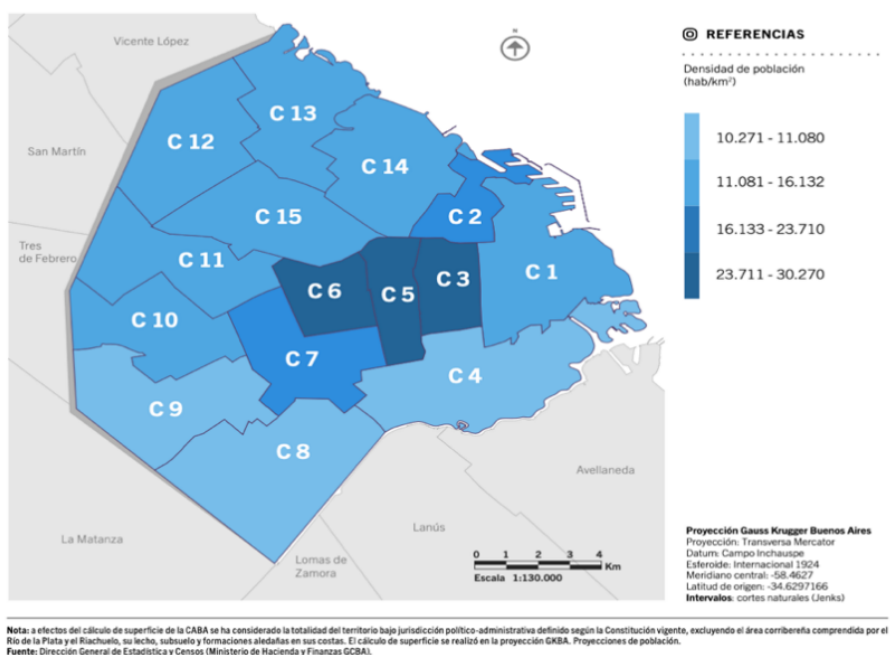 Vicente López
San Martín
Tres
de Febrero
La Matanza
Lomas de
Zamora
Lanús
Avellaneda
N
C 13
C 12
C 14
C 15
C 2
C 11
C 1
C 6
C 5
C 3
C 10
C 7
C 4
C 9
C 8
0 1 2 3 4
Km
Escala 1:130.000
REFERENCIAS
Densidad de población
(hab/km²)
10.271 - 11.080
11.081 - 16.132
16.133 - 23.710
23.711 - 30.270
Proyección Gauss Krugger Buenos Aires
Proyección: Transversa Mercator
Datum: Campo Inchauspe
Esferoide: Internacional 1924
Meridiano central: -58.4627
Latitud de origen: -34.6297166
Intervalos: cortes naturales (Jenks)
Nota: a efectos del cálculo de superficie de la CABA se ha considerado la totalidad del territorio bajo jurisdicción político-administrativa definido según la Constitución vigente, excluyendo el área corribereña comprendida por el
Río de la Plata y el Riachuelo, su lecho, subsuelo y formaciones aledañas en sus costas. El cálculo de superficie se realizó en la proyección GKBA. Proyecciones de población.
Fuente: Dirección General de Estadística y Censos (Ministerio de Hacienda y Finanzas GCBA).